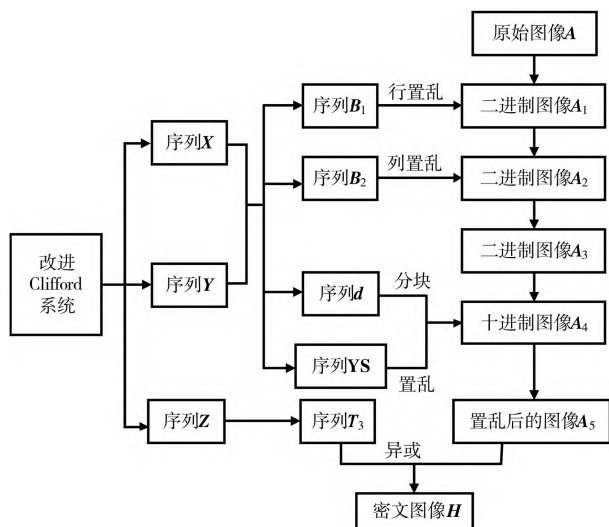 原始图像A
序列B₁
行置乱
二进制图像A₁
序列X
序列B₂
列置乱
二进制图像A₂
改进
Clifford
系统
序列Y
二进制图像A₃
序列d
分块
十进制图像A₄
序列YS
置乱
序列Z
序列T₃
置乱后的图像A₅
异或
密文图像H